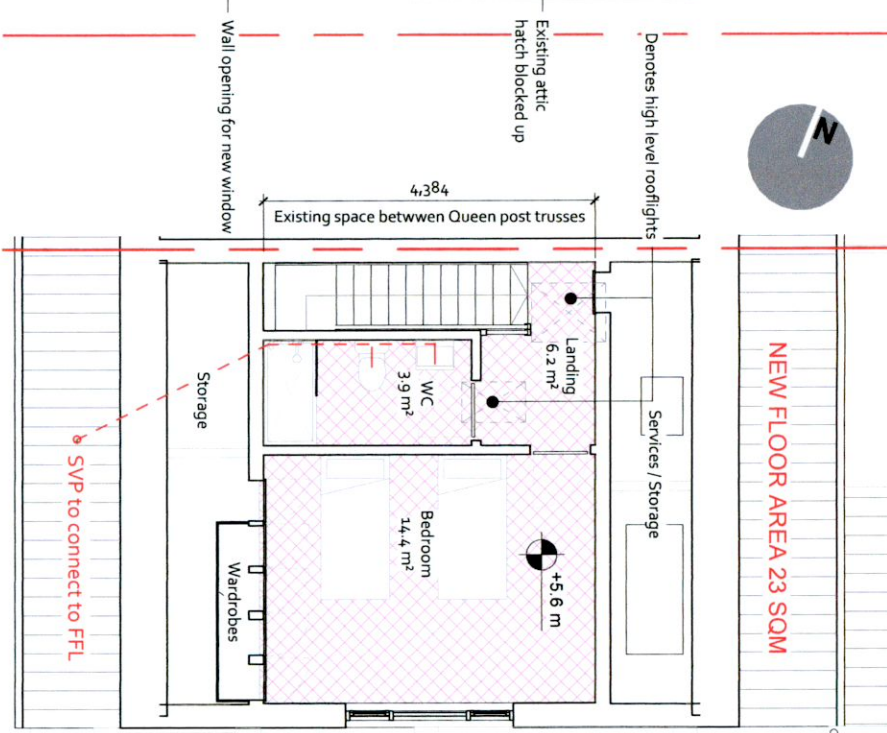 N
Denotes high level rooflights
Existing attic
hatch blocked up
Wall opening for new window
4,384
Existing space betwwen Queen post trusses
NEW FLOOR AREA 23 SQM
Services / Storage
Landing
6.2 m²
WC
3.9 m²
Storage
+5.6 m
Bedroom
14.4 m²
Wardrobes
SVP to connect to FFL